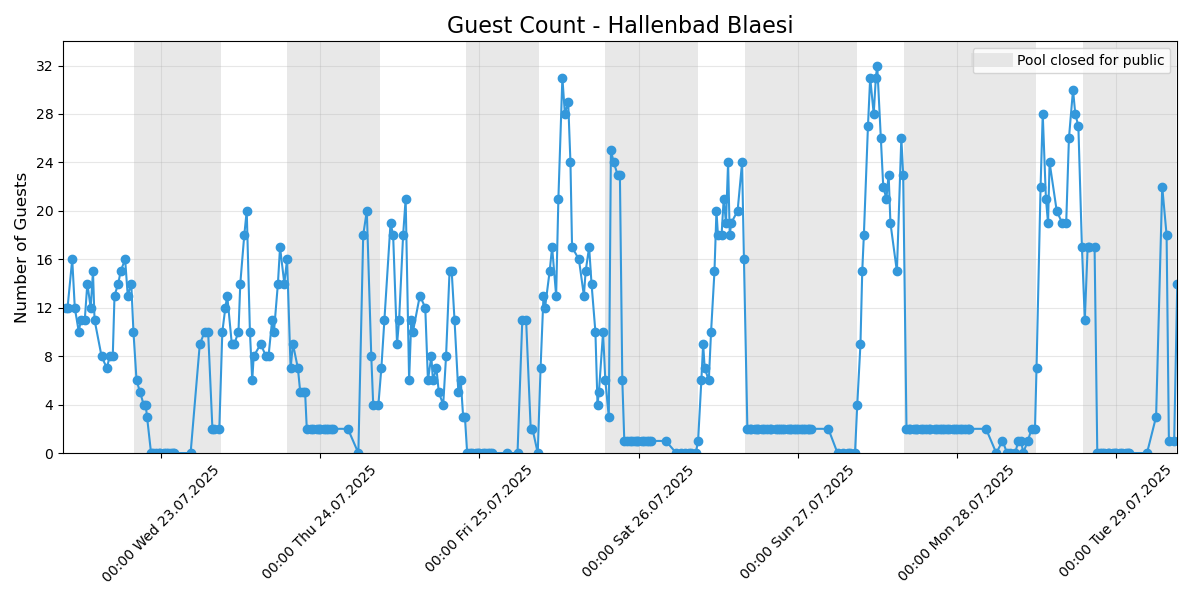 Guest Count - Hallenbad Blaesi
Pool closed for public
Number of Guests
32
28
24
20
16
12
8
4
0
00:00 Wed 23.07.2025
00:00 Thu 24.07.2025
00:00 Fri 25.07.2025
00:00 Sat 26.07.2025
00:00 Sun 27.07.2025
00:00 Mon 28.07.2025
00:00 Tue 29.07.2025